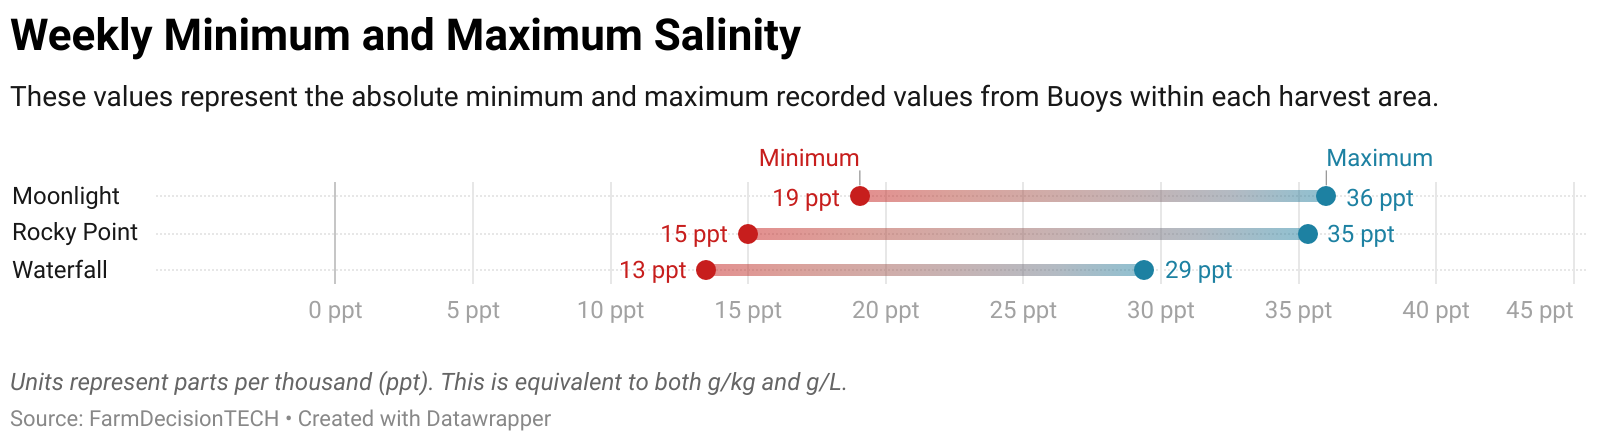 Weekly Minimum and Maximum Salinity
These values represent the absolute minimum and maximum recorded values from Buoys within each harvest area.
Minimum Maximum
Moonlight 19 ppt 36 ppt
Rocky Point 15 ppt 35 ppt
Waterfall 13 ppt 29 ppt
0 ppt 5 ppt 10 ppt 15 ppt 20 ppt 25 ppt 30 ppt 35 ppt 40 ppt 45 ppt
Units represent parts per thousand (ppt). This is equivalent to both g/kg and g/L.
Source: FarmDecisionTECH • Created with Datawrapper